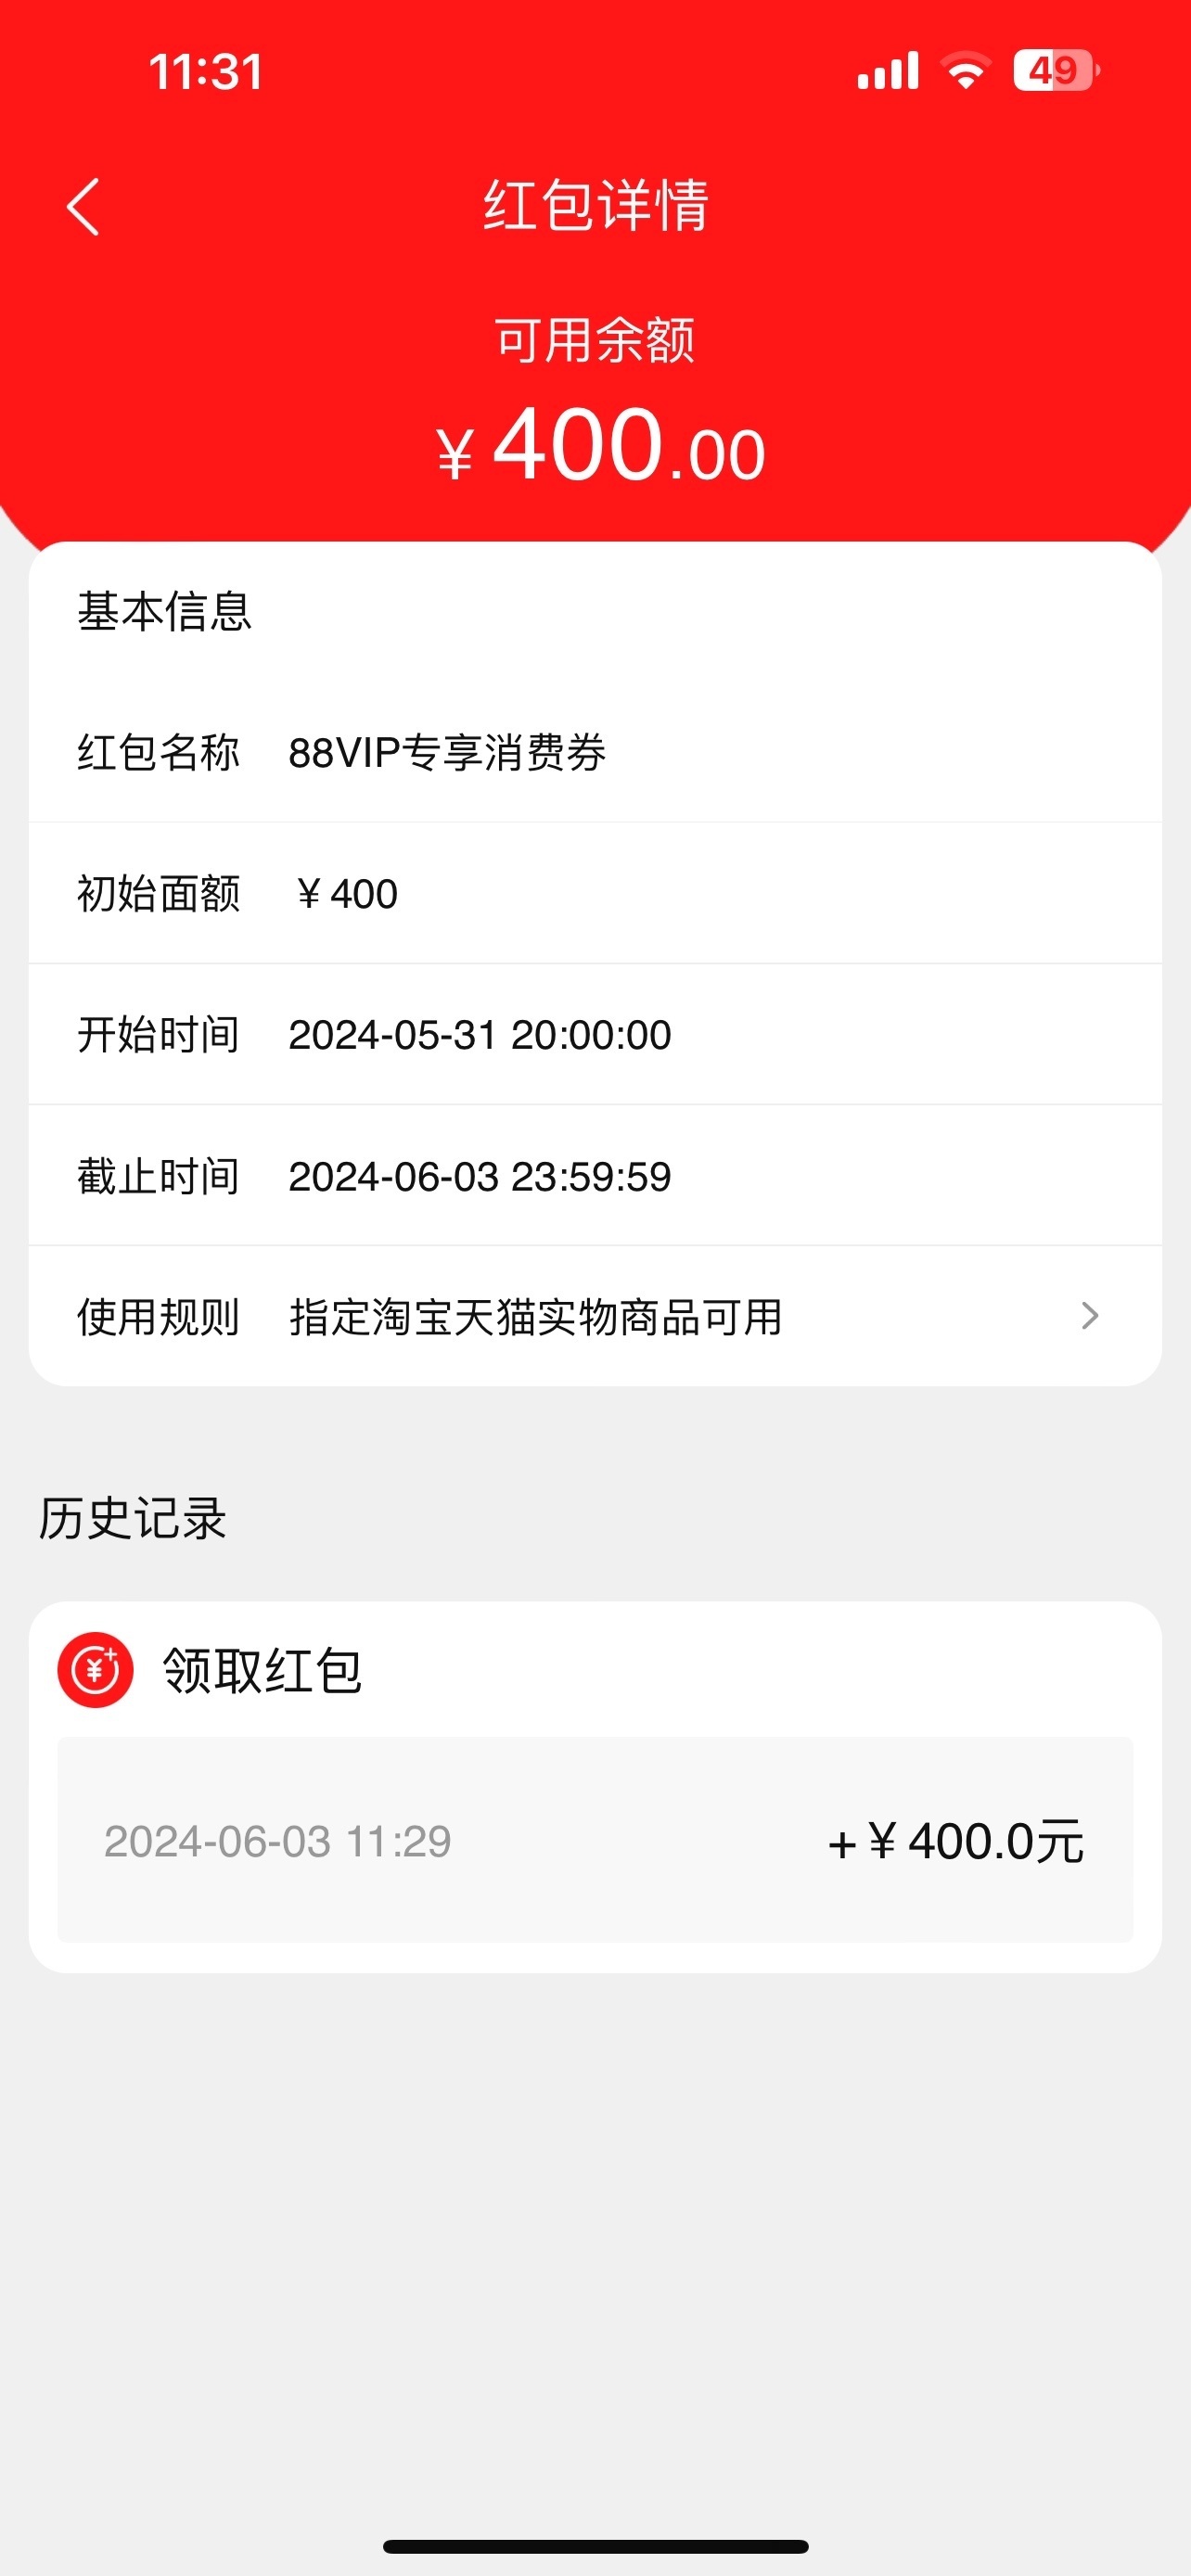 11:31
49
红包详情
可用余额
¥ 400.00
基本信息
红包名称 88VIP专享消费券
初始面额 ¥ 400
开始时间 2024-05-31 20:00:00
截止时间 2024-06-03 23:59:59
使用规则 指定淘宝天猫实物商品可用
历史记录
领取红包
2024-06-03 11:29 +¥ 400.0元